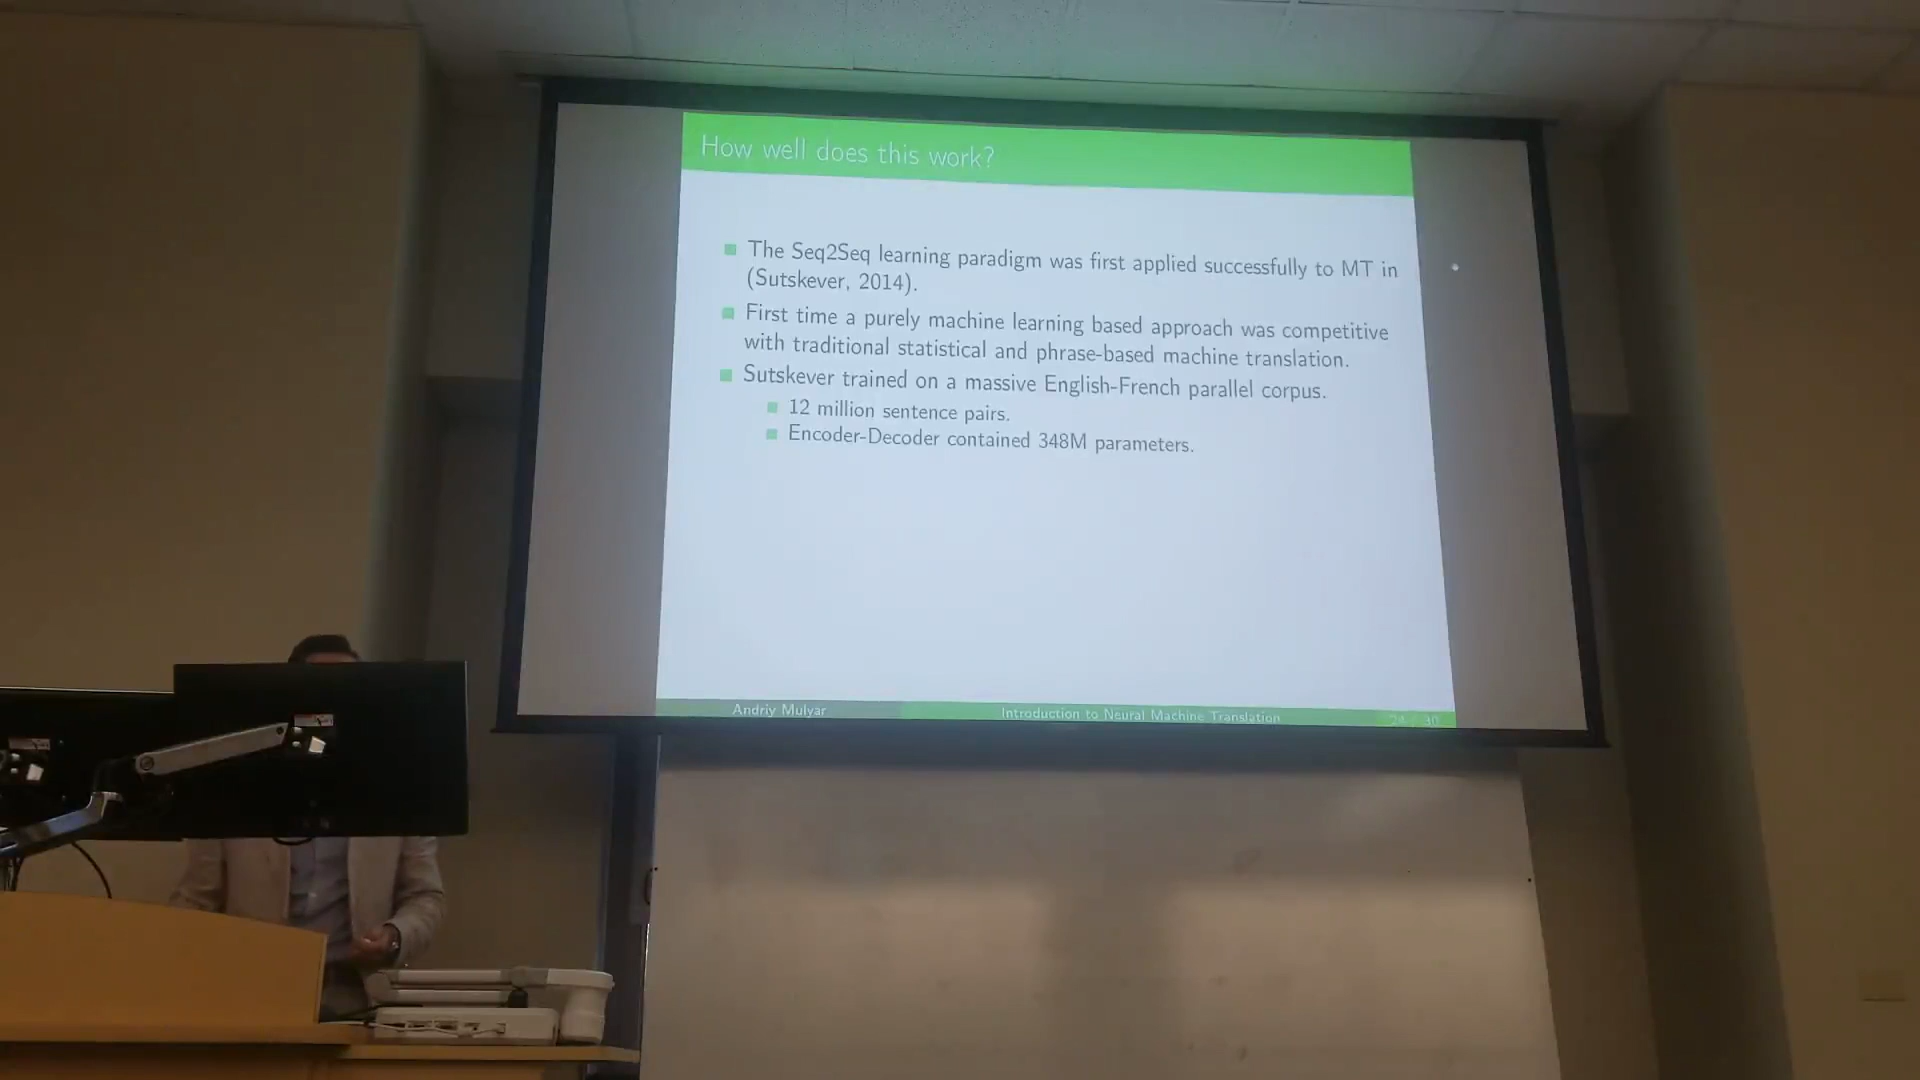 How well does this work?
The Seq2Seq learning paradigm was first applied successfully to MT in
(Sutskever, 2014).
First time a purely machine learning based approach was competitive
with traditional statistical and phrase-based machine translation.
Sutskever trained on a massive English-French parallel corpus.
12 million sentence pairs.
Encoder-Decoder contained 348M parameters.
Andriy Mulyar
Introduction to Neural Machine Translation
24 / 30